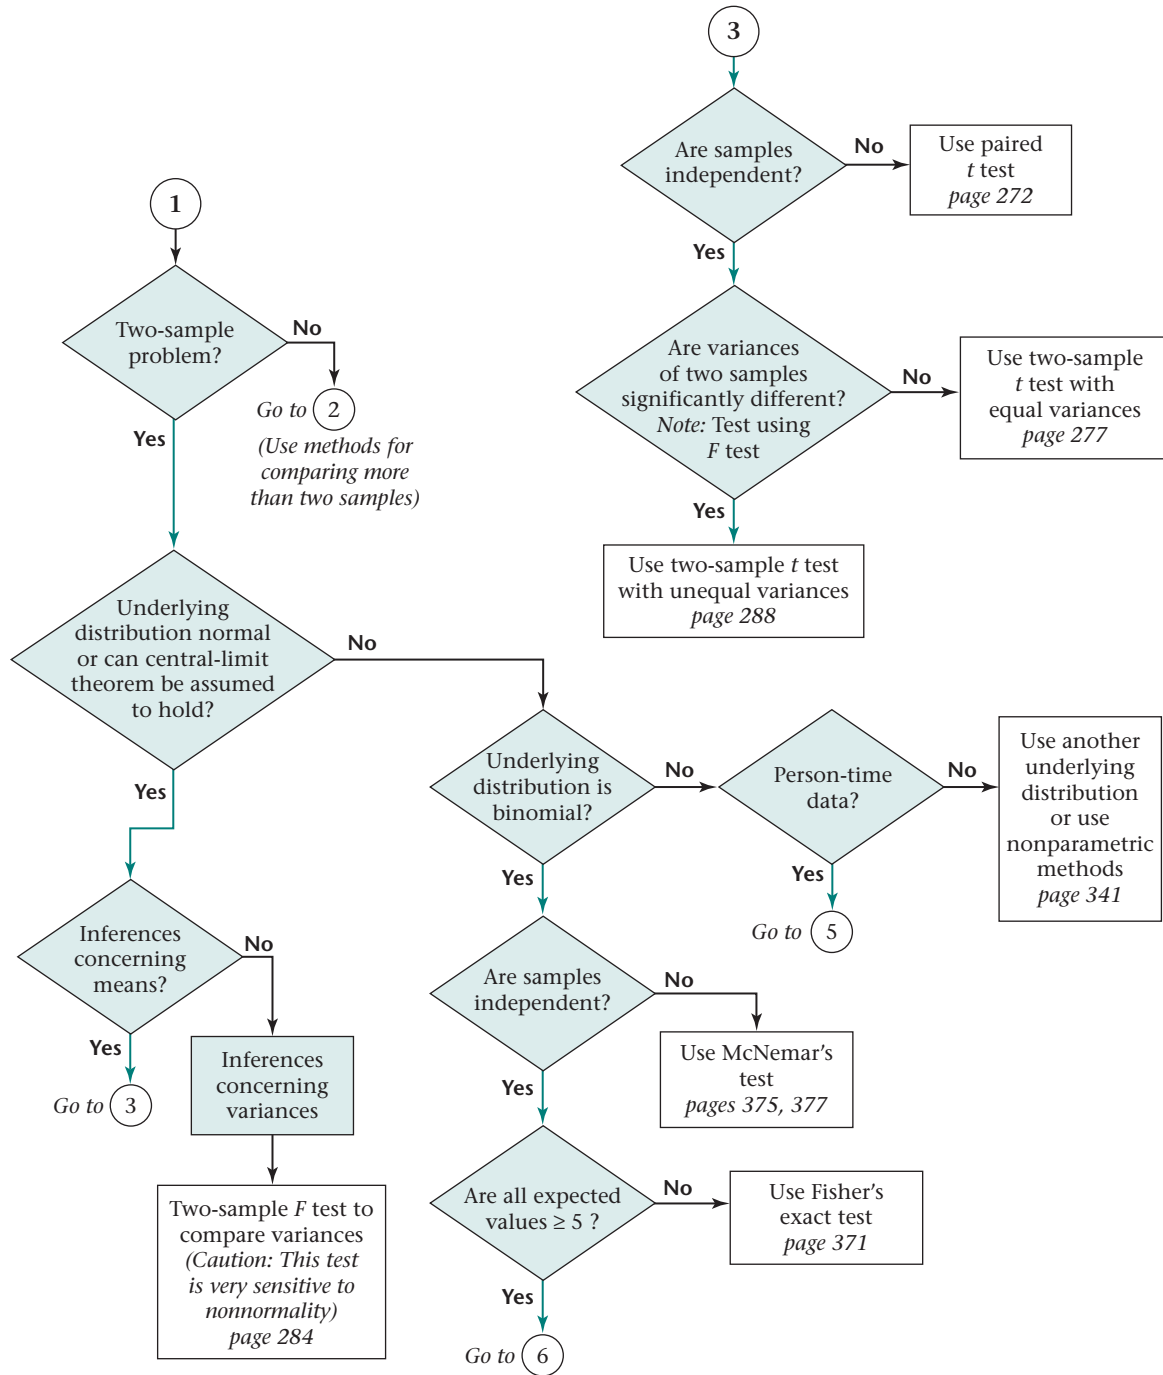 1
Two-sample
problem?
No
Go to 2
(Use methods for
comparing more
than two samples)
Yes
Underlying
distribution normal
or can central-limit
theorem be assumed
to hold?
No
Yes
Inferences
concerning
means?
No
Yes
Go to 3
Inferences
concerning
variances
Two-sample F test to
compare variances
(Caution: This test
is very sensitive to
nonnormality)
page 284
Underlying
distribution is
binomial?
No
Person-time
data?
No
Use another
underlying
distribution
or use
nonparametric
methods
page 341
Yes
Go to 5
Yes
Are samples
independent?
No
Use McNemar's
test
pages 375, 377
Yes
Are all expected
values ≥ 5 ?
No
Use Fisher's
exact test
page 371
Yes
Go to 6
3
Are samples
independent?
No
Use paired
t test
page 272
Yes
Are variances
of two samples
significantly different?
Note: Test using
F test
No
Use two-sample
t test with
equal variances
page 277
Yes
Use two-sample t test
with unequal variances
page 288